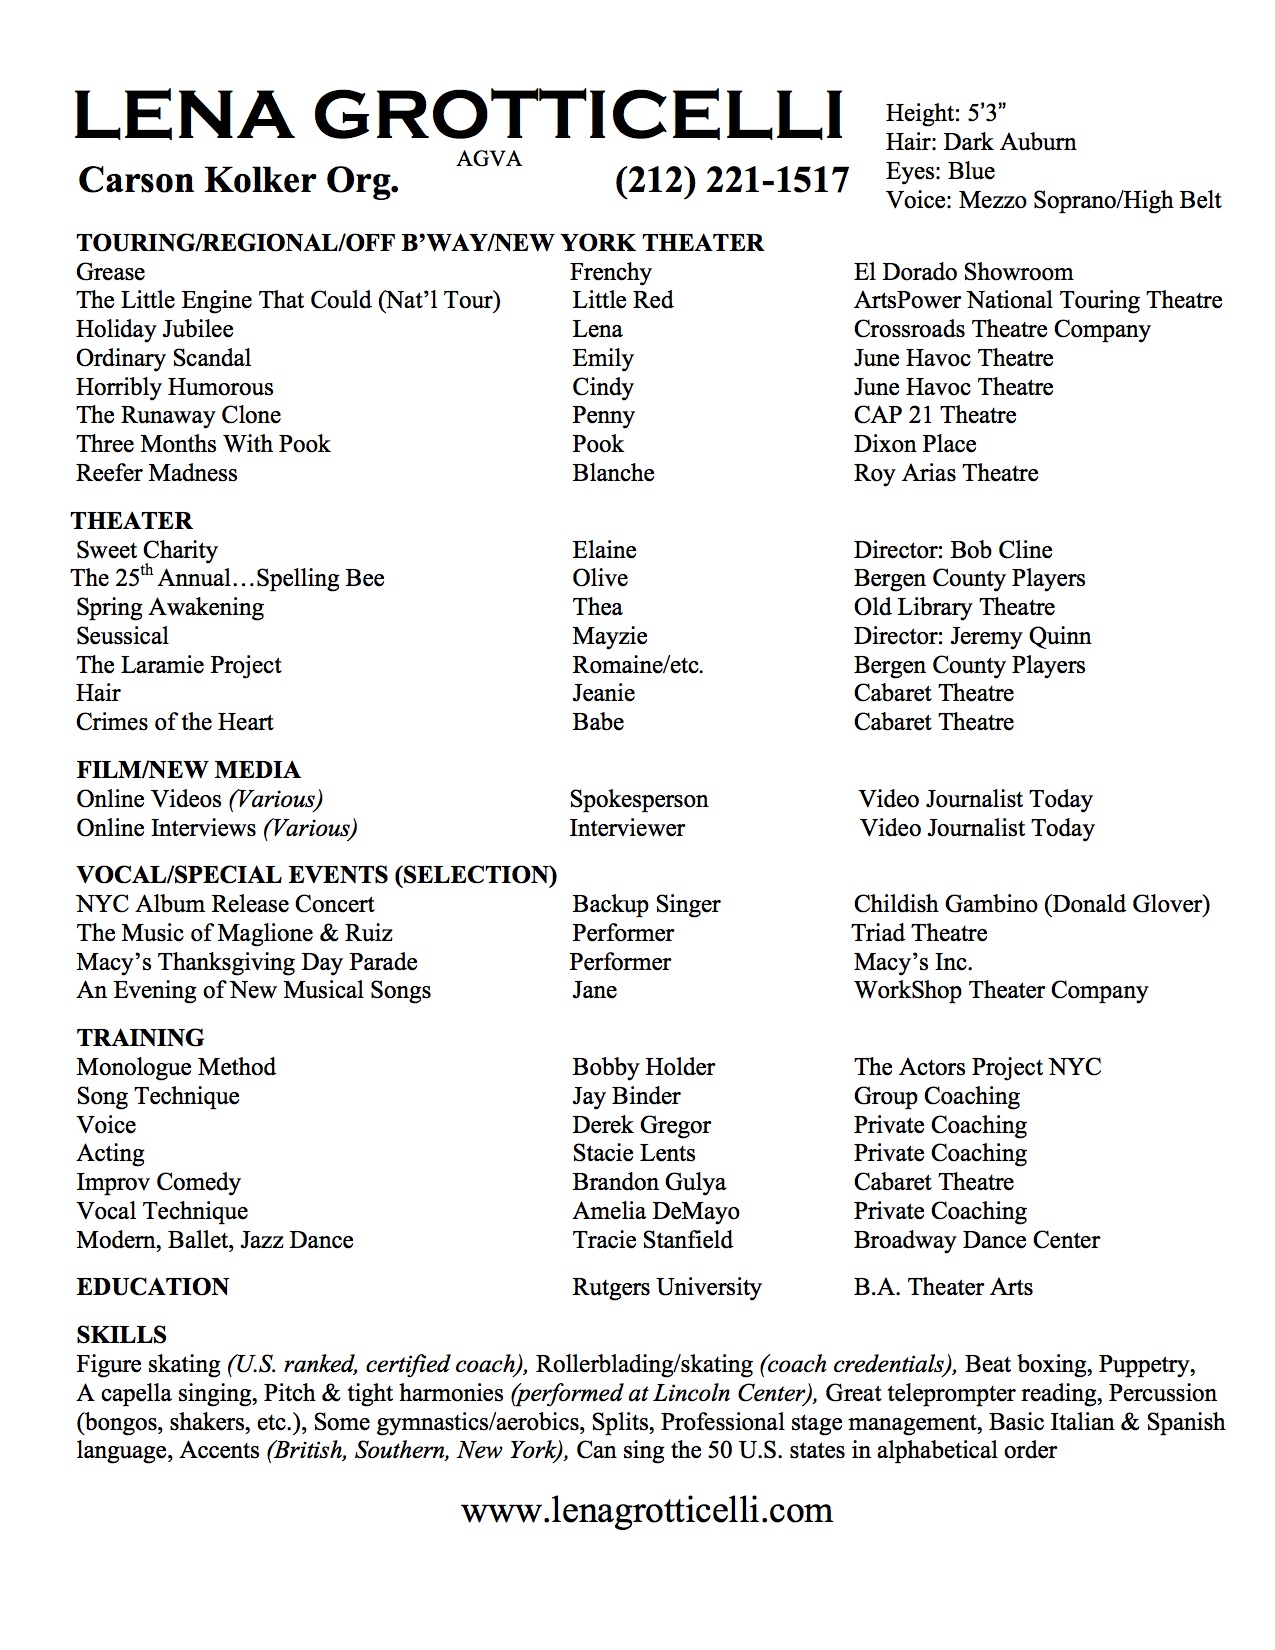 LENA GROTTICELLI
AGVA
Carson Kolker Org. (212) 221-1517
Height: 5’3”
Hair: Dark Auburn
Eyes: Blue
Voice: Mezzo Soprano/High Belt
TOURING/REGIONAL/OFF B’WAY/NEW YORK THEATER
Grease Frenchy El Dorado Showroom
The Little Engine That Could (Nat’l Tour) Little Red ArtsPower National Touring Theatre
Holiday Jubilee Lena Crossroads Theatre Company
Ordinary Scandal Emily June Havoc Theatre
Horribly Humorous Cindy June Havoc Theatre
The Runaway Clone Penny CAP 21 Theatre
Three Months With Pook Pook Dixon Place
Reefer Madness Blanche Roy Arias Theatre
THEATER
Sweet Charity Elaine Director: Bob Cline
The 25th Annual…Spelling Bee Olive Bergen County Players
Spring Awakening Thea Old Library Theatre
Seussical Mayzie Director: Jeremy Quinn
The Laramie Project Romaine/etc. Bergen County Players
Hair Jeanie Cabaret Theatre
Crimes of the Heart Babe Cabaret Theatre
FILM/NEW MEDIA
Online Videos (Various) Spokesperson Video Journalist Today
Online Interviews (Various) Interviewer Video Journalist Today
VOCAL/SPECIAL EVENTS (SELECTION)
NYC Album Release Concert Backup Singer Childish Gambino (Donald Glover)
The Music of Maglione & Ruiz Performer Triad Theatre
Macy’s Thanksgiving Day Parade Performer Macy’s Inc.
An Evening of New Musical Songs Jane WorkShop Theater Company
TRAINING
Monologue Method Bobby Holder The Actors Project NYC
Song Technique Jay Binder Group Coaching
Voice Derek Gregor Private Coaching
Acting Stacie Lents Private Coaching
Improv Comedy Brandon Gulya Cabaret Theatre
Vocal Technique Amelia DeMayo Private Coaching
Modern, Ballet, Jazz Dance Tracie Stanfield Broadway Dance Center
EDUCATION Rutgers University B.A. Theater Arts
SKILLS
Figure skating (U.S. ranked, certified coach), Rollerblading/skating (coach credentials), Beat boxing, Puppetry,
A capella singing, Pitch & tight harmonies (performed at Lincoln Center), Great teleprompter reading, Percussion
(bongos, shakers, etc.), Some gymnastics/aerobics, Splits, Professional stage management, Basic Italian & Spanish
language, Accents (British, Southern, New York), Can sing the 50 U.S. states in alphabetical order
www.lenagrotticelli.com